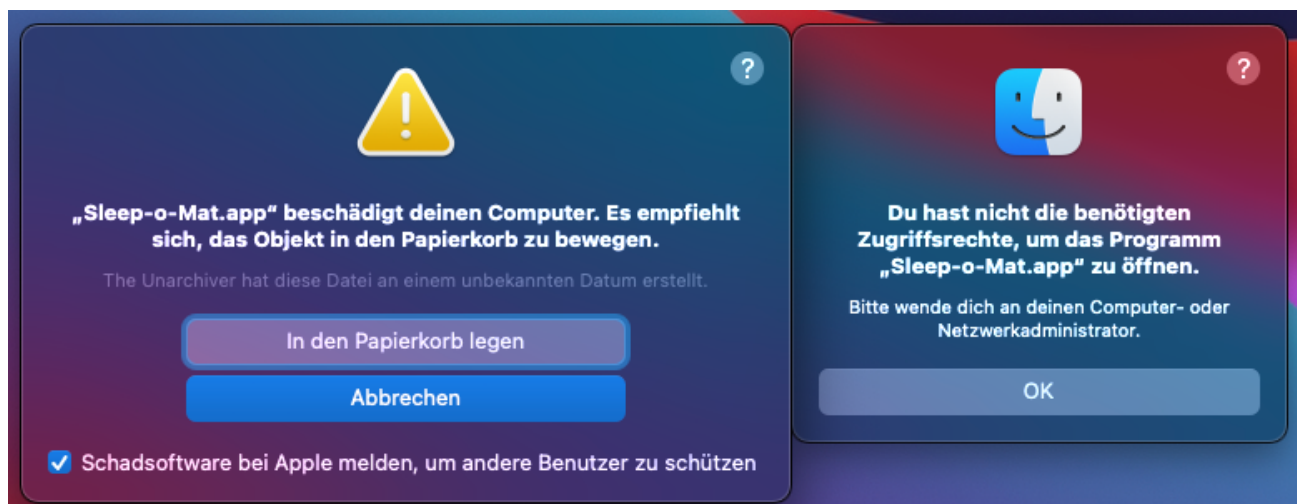 ?
„Sleep-o-Mat.app“ beschädigt deinen Computer. Es empfiehlt
sich, das Objekt in den Papierkorb zu bewegen.
The Unarchiver hat diese Datei an einem unbekannten Datum erstellt.
In den Papierkorb legen
Abbrechen
Schadsoftware bei Apple melden, um andere Benutzer zu schützen
?
Du hast nicht die benötigten
Zugriffsrechte, um das Programm
„Sleep-o-Mat.app“ zu öffnen.
Bitte wende dich an deinen Computer- oder
Netzwerkadministrator.
OK